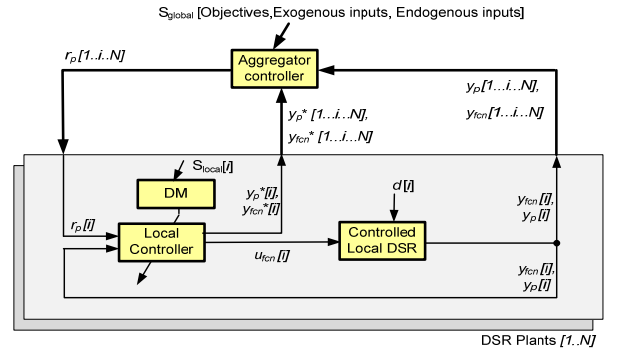 S_global [Objectives,Exogenous inputs, Endogenous inputs]
r_p [1..i..N]
Aggregator
controller
y_p [1...i...N],
y_fcn [1...i...N]
y_p* [1...i...N],
y_fcn* [1...i...N]
S_local[i]
DM
y_p*[i],
y_fcn*[i]
d [i]
y_fcn[i],
y_p [i]
r_p [i]
Local
Controller
u_fcn [i]
Controlled
Local DSR
y_fcn[i],
y_P [i]
DSR Plants [1..N]